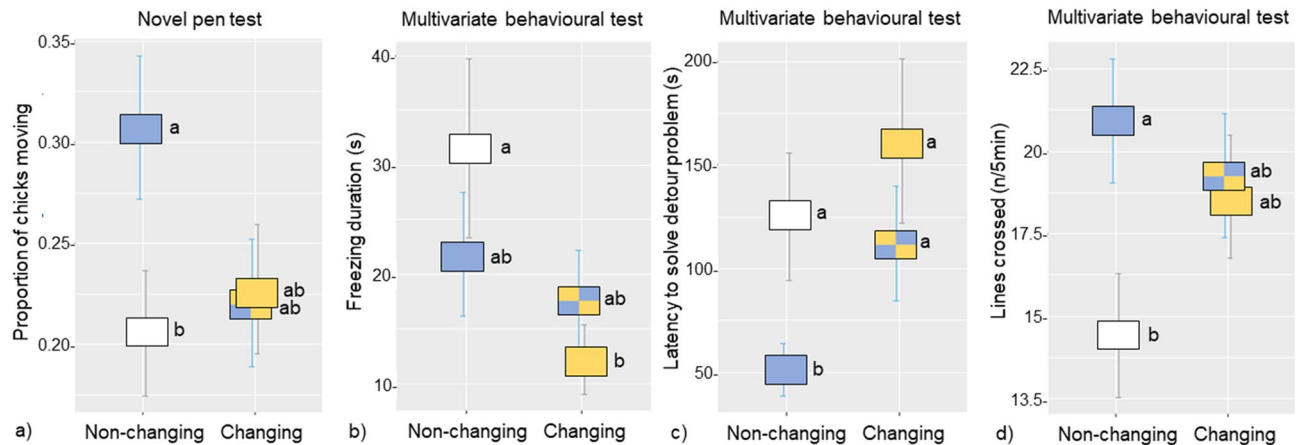 Novel pen test
Proportion of chicks moving
0.35
0.30
0.25
0.20
a
b
ab
ab
a)
Non-changing
Changing
Multivariate behavioural test
Freezing duration (s)
40
30
20
10
a
ab
ab
b
b)
Non-changing
Changing
Multivariate behavioural test
Latency to solve detour problem (s)
200
150
100
50
a
b
a
a
c)
Non-changing
Changing
Multivariate behavioural test
Lines crossed (n/5min)
22.5
20
17.5
15
13.5
a
b
ab
ab
d)
Non-changing
Changing